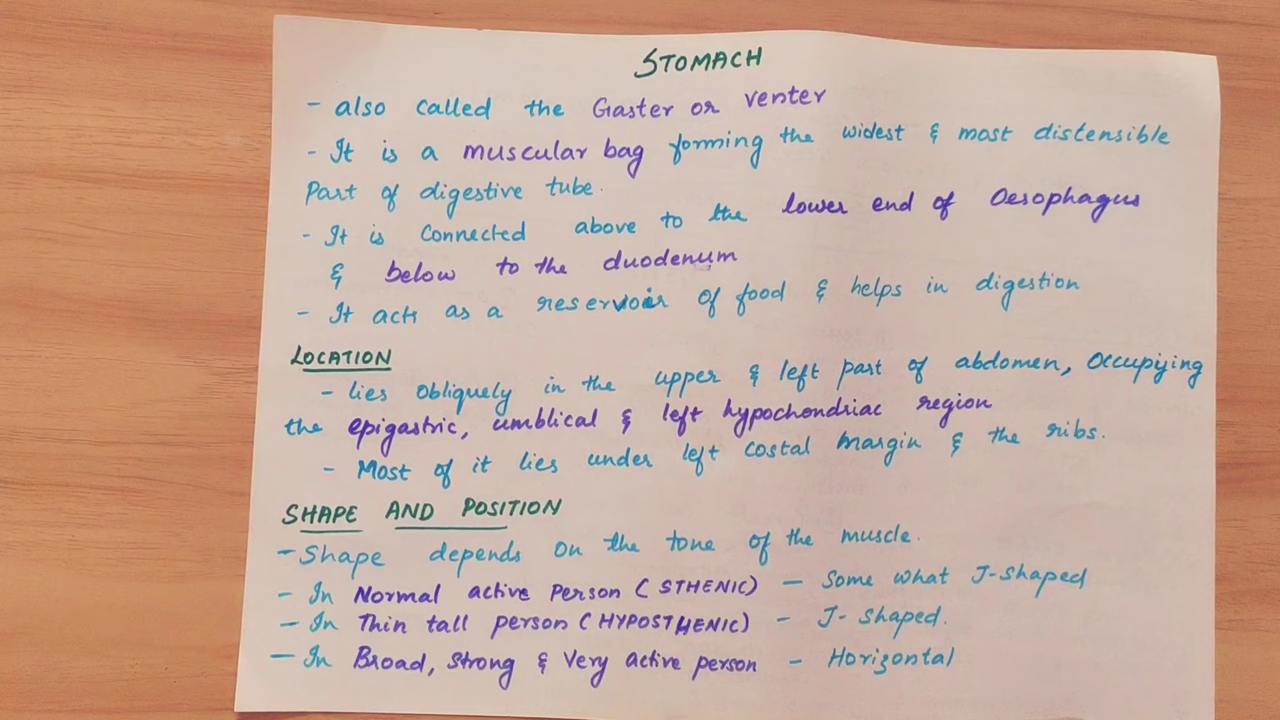 STOMACH
- also called the Gaster or venter
- It is a muscular bag forming the widest & most distensible
Part of digestive tube.
- It is Connected above to the lower end of Oesophagus
& below to the duodenum
- It acts as a reservoir of food & helps in digestion
LOCATION
- lies Obliquely in the upper & left part of abdomen, Occupying
the epigastric, umblical & left hypochondriac region
- Most of it lies under left costal margin & the ribs.
SHAPE AND POSITION
- Shape depends On the tone of the muscle.
- In Normal active Person (STHENIC) - Some what J-Shaped
- In Thin tall person (HYPOSTHENIC) - J- Shaped.
- In Broad, Strong & Very active person - Horizontal